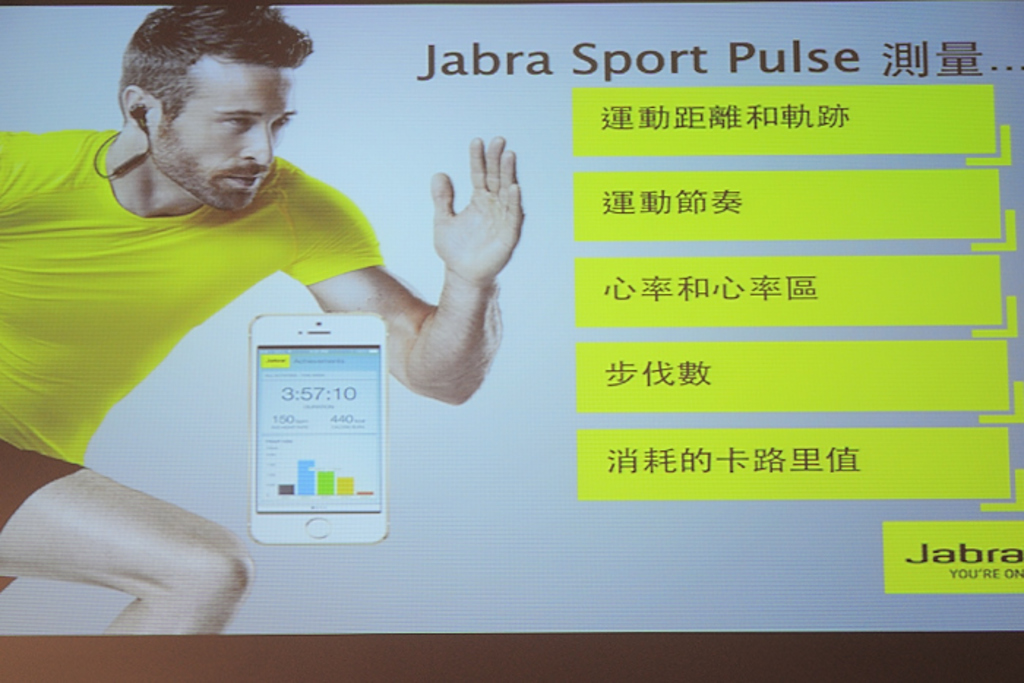 Jabra Sport Pulse 測量...
運動距離和軌跡
運動節奏
心率和心率區
步伐數
消耗的卡路里值
Jabra
3:57:10
DURATION
150
440
Jabra
YOU'RE ON